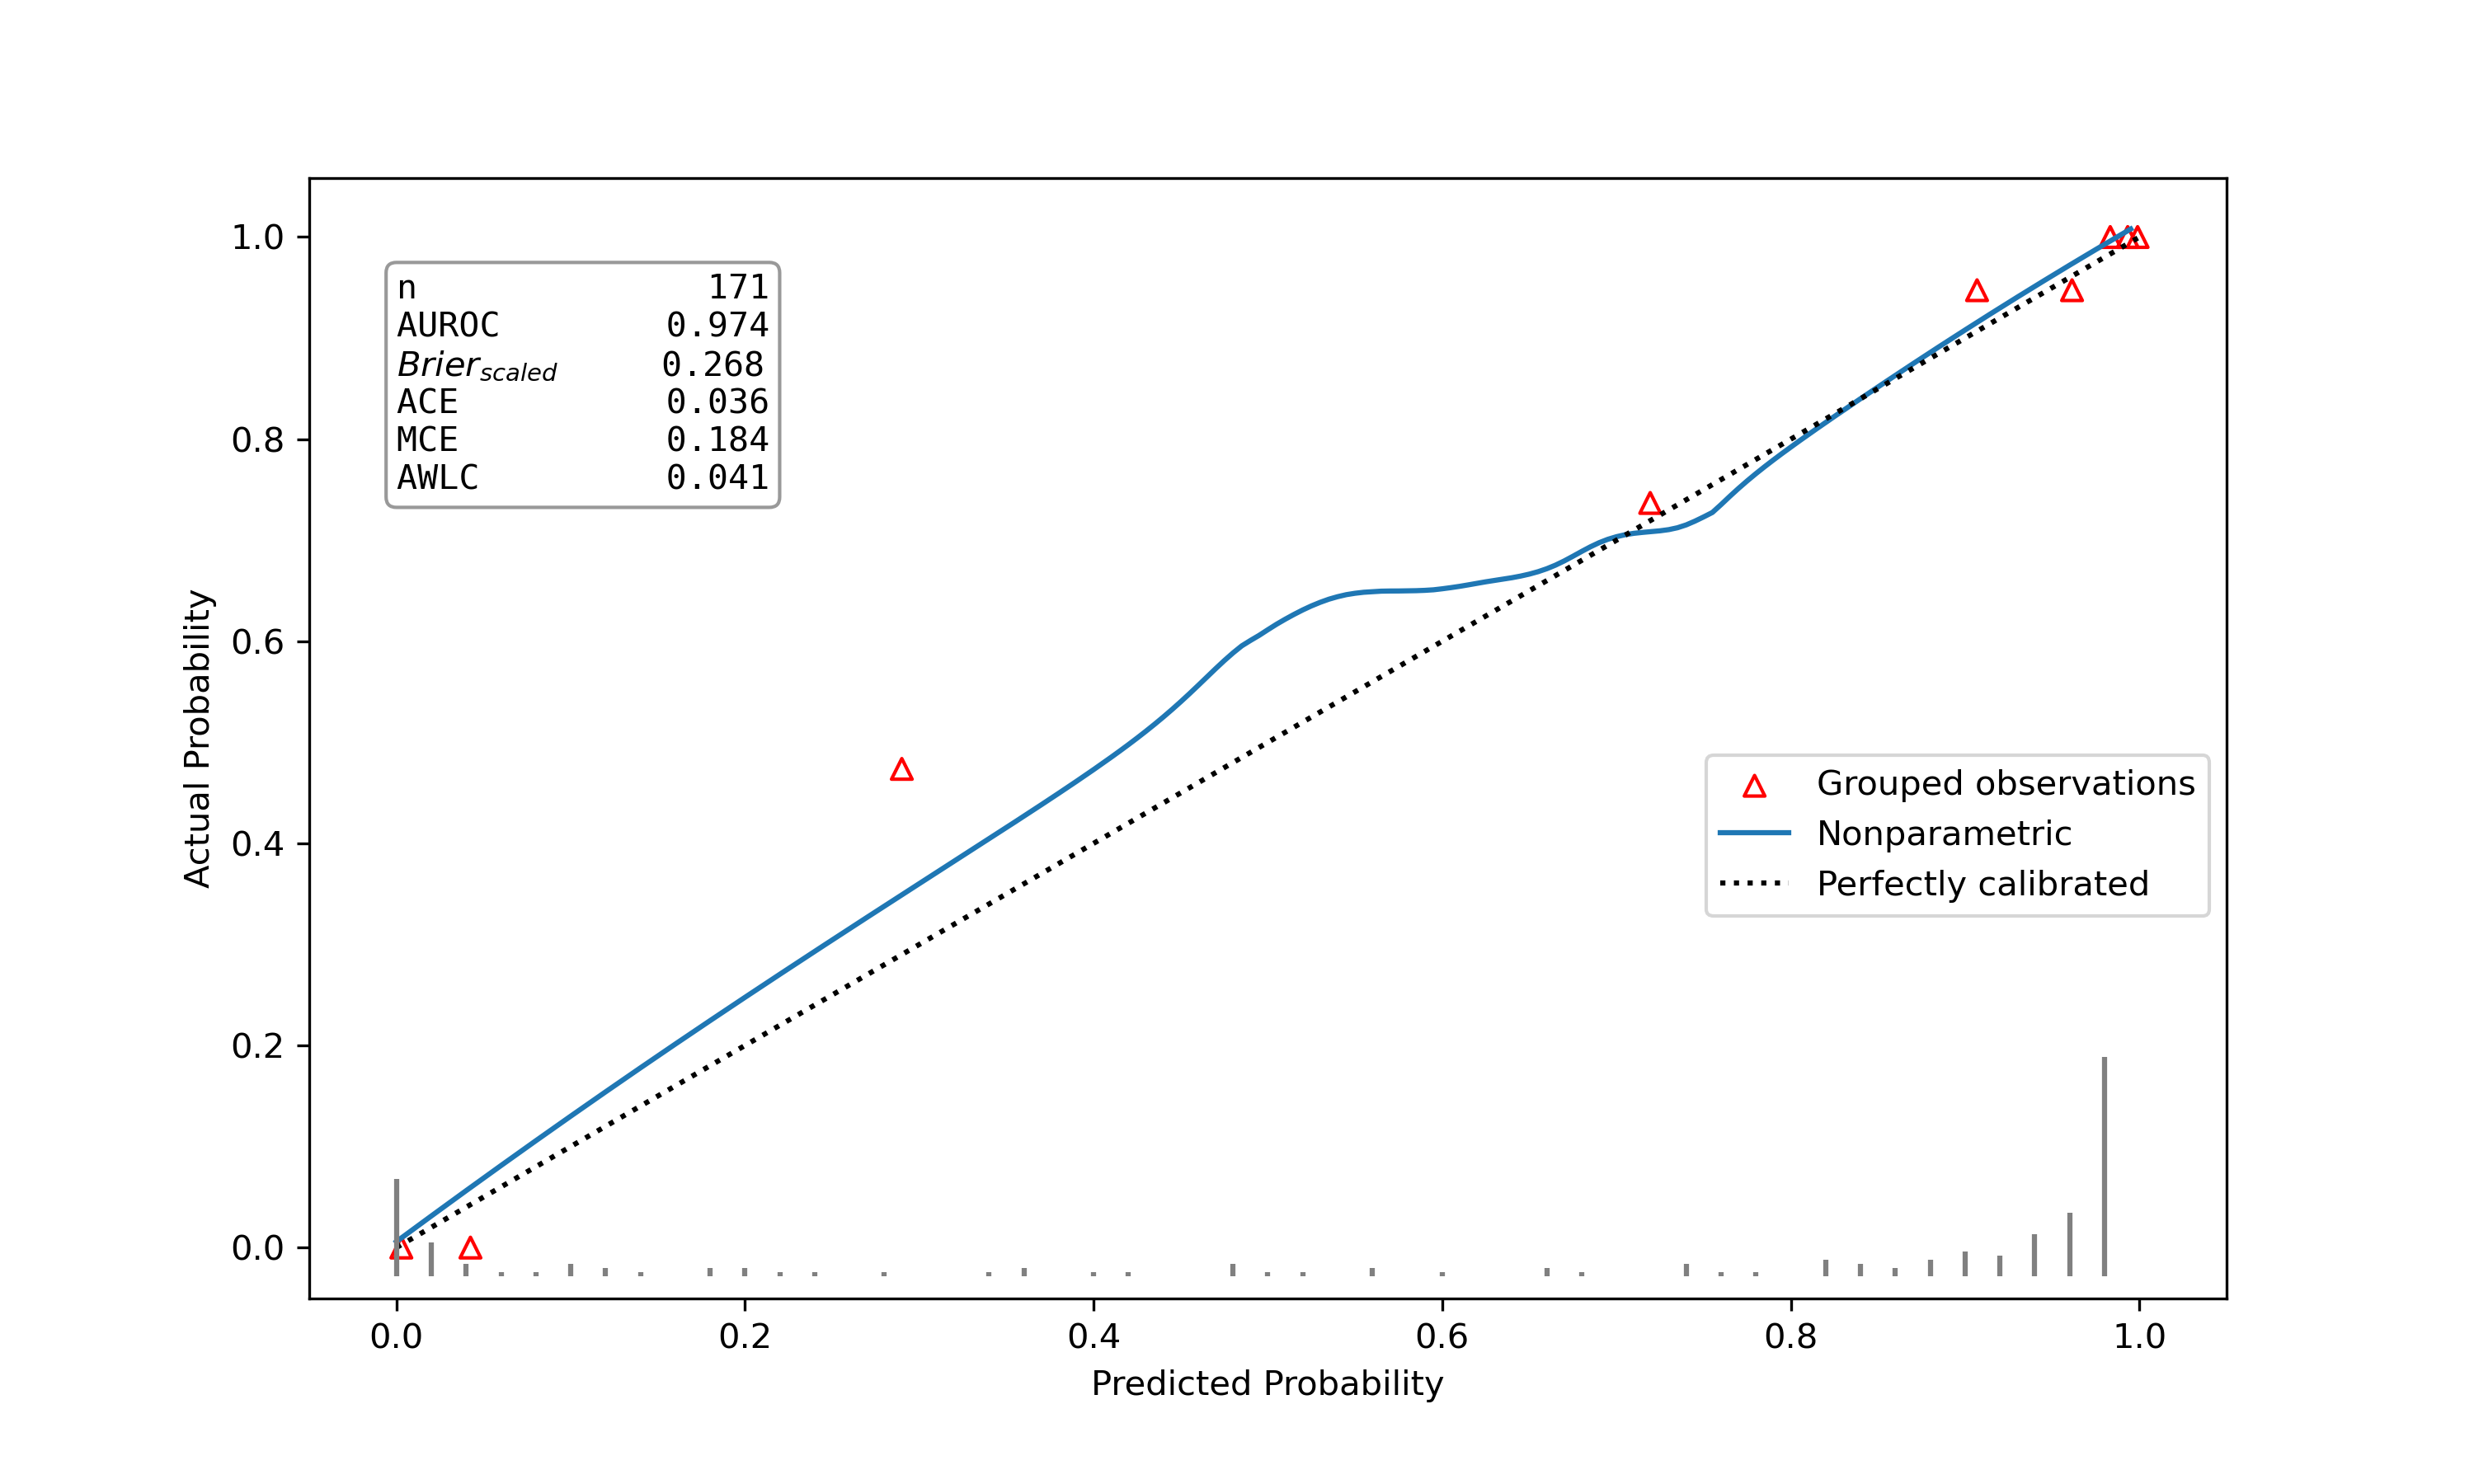 1.0
0.8
0.6
0.4
0.2
0.0
Actual Probability
n 171
AUROC 0.974
Brier_scaled 0.268
ACE 0.036
MCE 0.184
AWLC 0.041
Grouped observations
Nonparametric
Perfectly calibrated
0.0 0.2 0.4 0.6 0.8 1.0
Predicted Probability